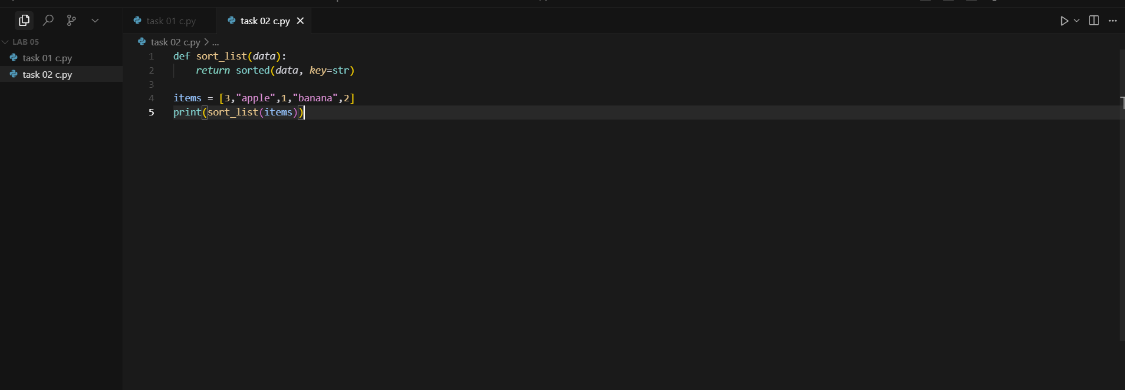 task 01 c.py
task 02 c.py
LAB 05
task 01 c.py
task 02 c.py
task 02 c.py > ...
1 def sort_list(data):
2 return sorted(data, key=str)
3
4 items = [3,"apple",1,"banana",2]
5 print(sort_list(items))